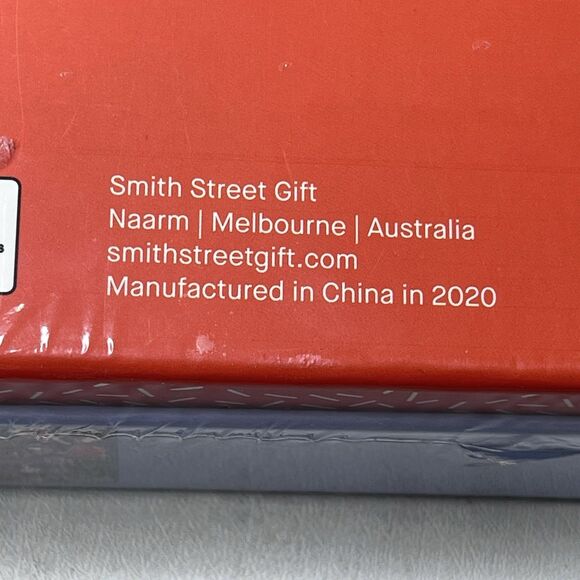 Smith Street Gift
Naarm | Melbourne | Australia
smithstreetgift.com
Manufactured in China in 2020